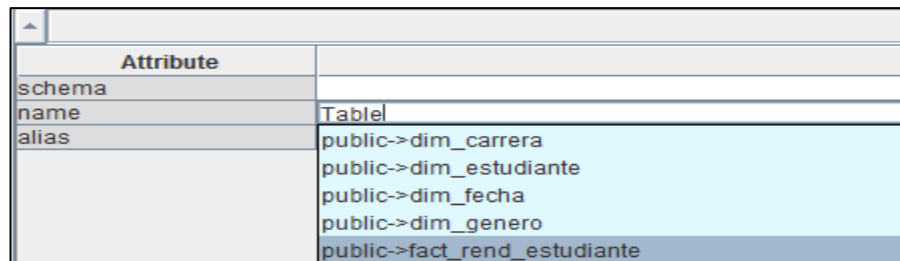 Attribute
schema
name Table
alias public->dim_carrera
public->dim_estudiante
public->dim_fecha
public->dim_genero
public->fact_rend_estudiante